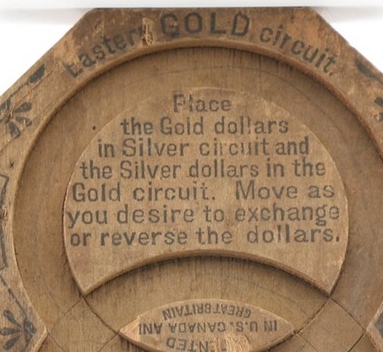 Eastern GOLD circuit.
Place
the Gold dollars
in Silver circuit and
the Silver dollars in the
Gold circuit. Move as
you desire to exchange
or reverse the dollars.
IN U.S. CANADA AND
GREAT BRITAIN